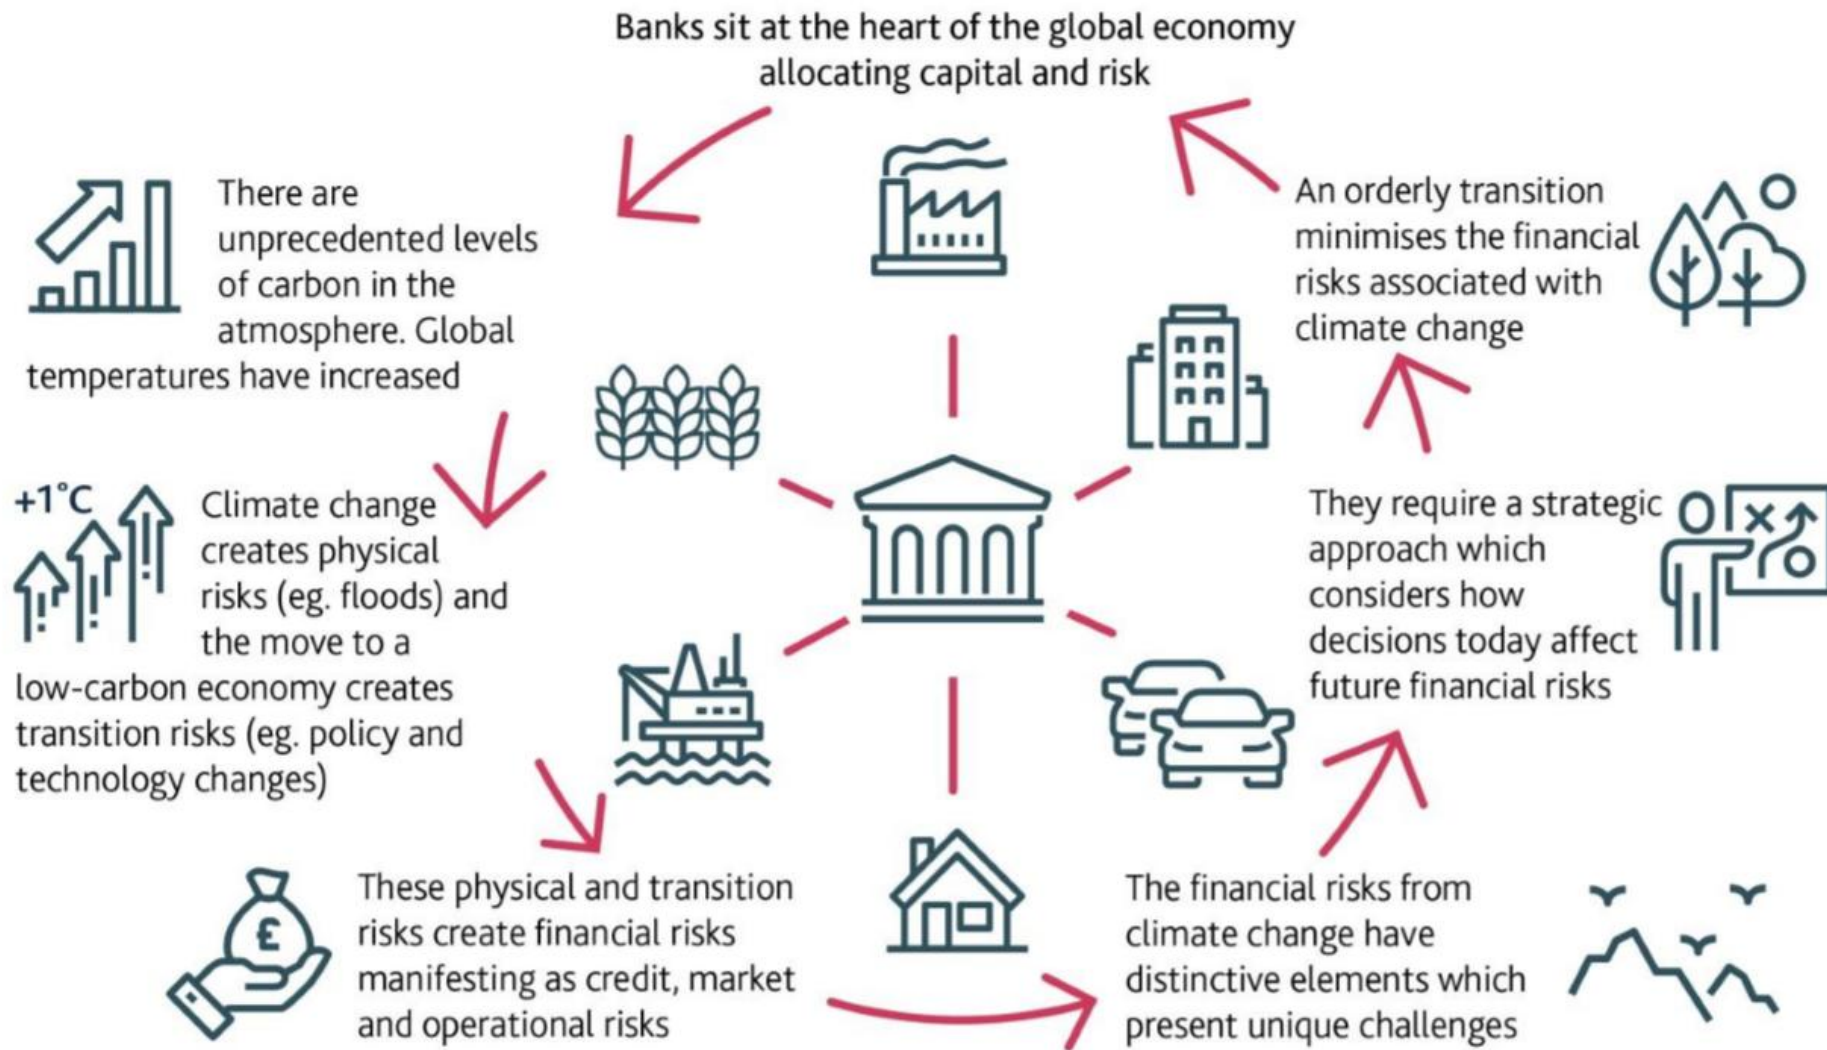 Banks sit at the heart of the global economy
allocating capital and risk
There are
unprecedented levels
of carbon in the
atmosphere. Global
temperatures have increased
+1°C
Climate change
creates physical
risks (eg. floods) and
the move to a
low-carbon economy creates
transition risks (eg. policy and
technology changes)
£
These physical and transition
risks create financial risks
manifesting as credit, market
and operational risks
The financial risks from
climate change have
distinctive elements which
present unique challenges
They require a strategic
approach which
considers how
decisions today affect
future financial risks
An orderly transition
minimises the financial
risks associated with
climate change